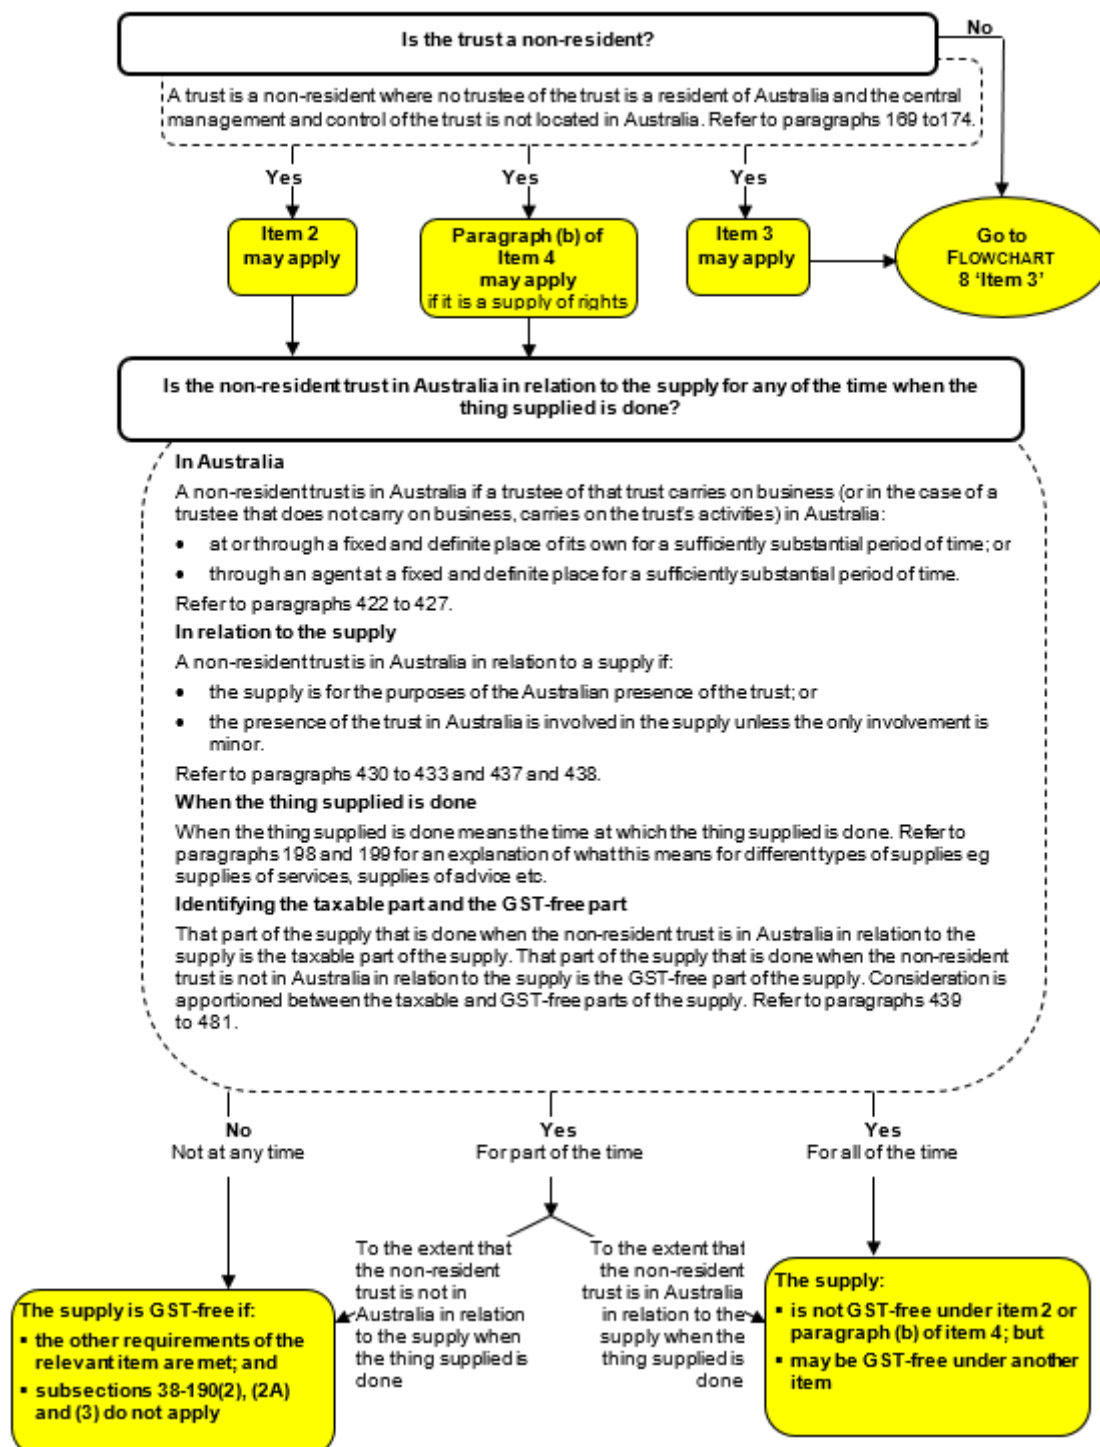 Is the trust a non-resident?
No
A trust is a non-resident where no trustee of the trust is a resident of Australia and the central
management and control of the trust is not located in Australia. Refer to paragraphs 169 to174.
Yes
Yes
Yes
Item 2
may apply
Paragraph (b) of
Item 4
may apply
if it is a supply of rights
Item 3
may apply
Go to
FLOWCHART
8 ‘Item 3’
Is the non-resident trust in Australia in relation to the supply for any of the time when the
thing supplied is done?
In Australia
A non-resident trust is in Australia if a trustee of that trust carries on business (or in the case of a
trustee that does not carry on business, carries on the trust's activities) in Australia:
• at or through a fixed and definite place of its own for a sufficiently substantial period of time; or
• through an agent at a fixed and definite place for a sufficiently substantial period of time.
Refer to paragraphs 422 to 427.
In relation to the supply
A non-resident trust is in Australia in relation to a supply if:
• the supply is for the purposes of the Australian presence of the trust; or
• the presence of the trust in Australia is involved in the supply unless the only involvement is
minor.
Refer to paragraphs 430 to 433 and 437 and 438.
When the thing supplied is done
When the thing supplied is done means the time at which the thing supplied is done. Refer to
paragraphs 198 and 199 for an explanation of what this means for different types of supplies eg
supplies of services, supplies of advice etc.
Identifying the taxable part and the GST-free part
That part of the supply that is done when the non-resident trust is in Australia in relation to the
supply is the taxable part of the supply. That part of the supply that is done when the non-resident
trust is not in Australia in relation to the supply is the GST-free part of the supply. Consideration is
apportioned between the taxable and GST-free parts of the supply. Refer to paragraphs 439
to 481.
No
Not at any time
Yes
For part of the time
Yes
For all of the time
To the extent that
the non-resident
trust is not in
Australia in relation
to the supply when
the thing supplied is
done
To the extent that
the non-resident
trust is in Australia
in relation to the
supply when the
thing supplied is
done
The supply is GST-free if:
▪ the other requirements of the
relevant item are met; and
▪ subsections 38-190(2), (2A)
and (3) do not apply
The supply:
▪ is not GST-free under item 2 or
paragraph (b) of item 4; but
▪ may be GST-free under another
item